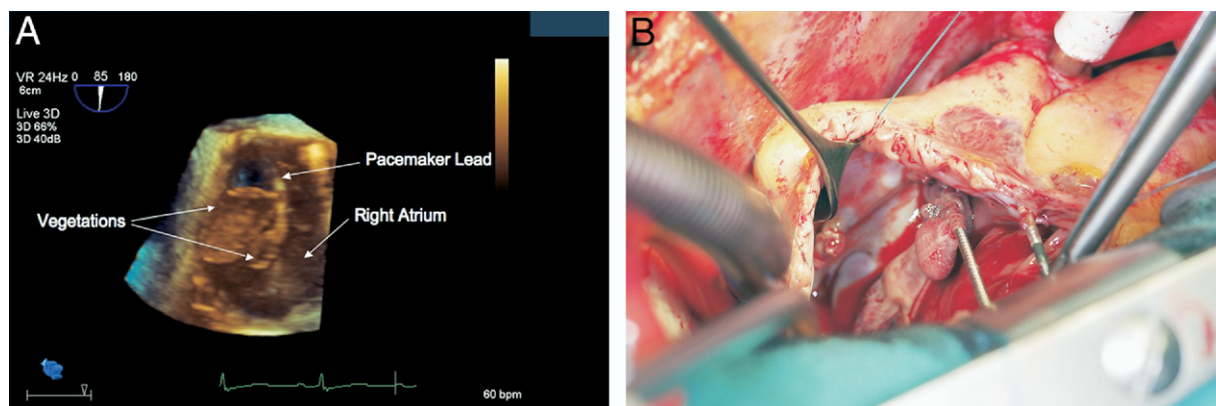 A
VR 24Hz
6cm
0 85 180
Live 3D
3D 66%
3D 40dB
Pacemaker Lead
Vegetations
Right Atrium
60 bpm
B